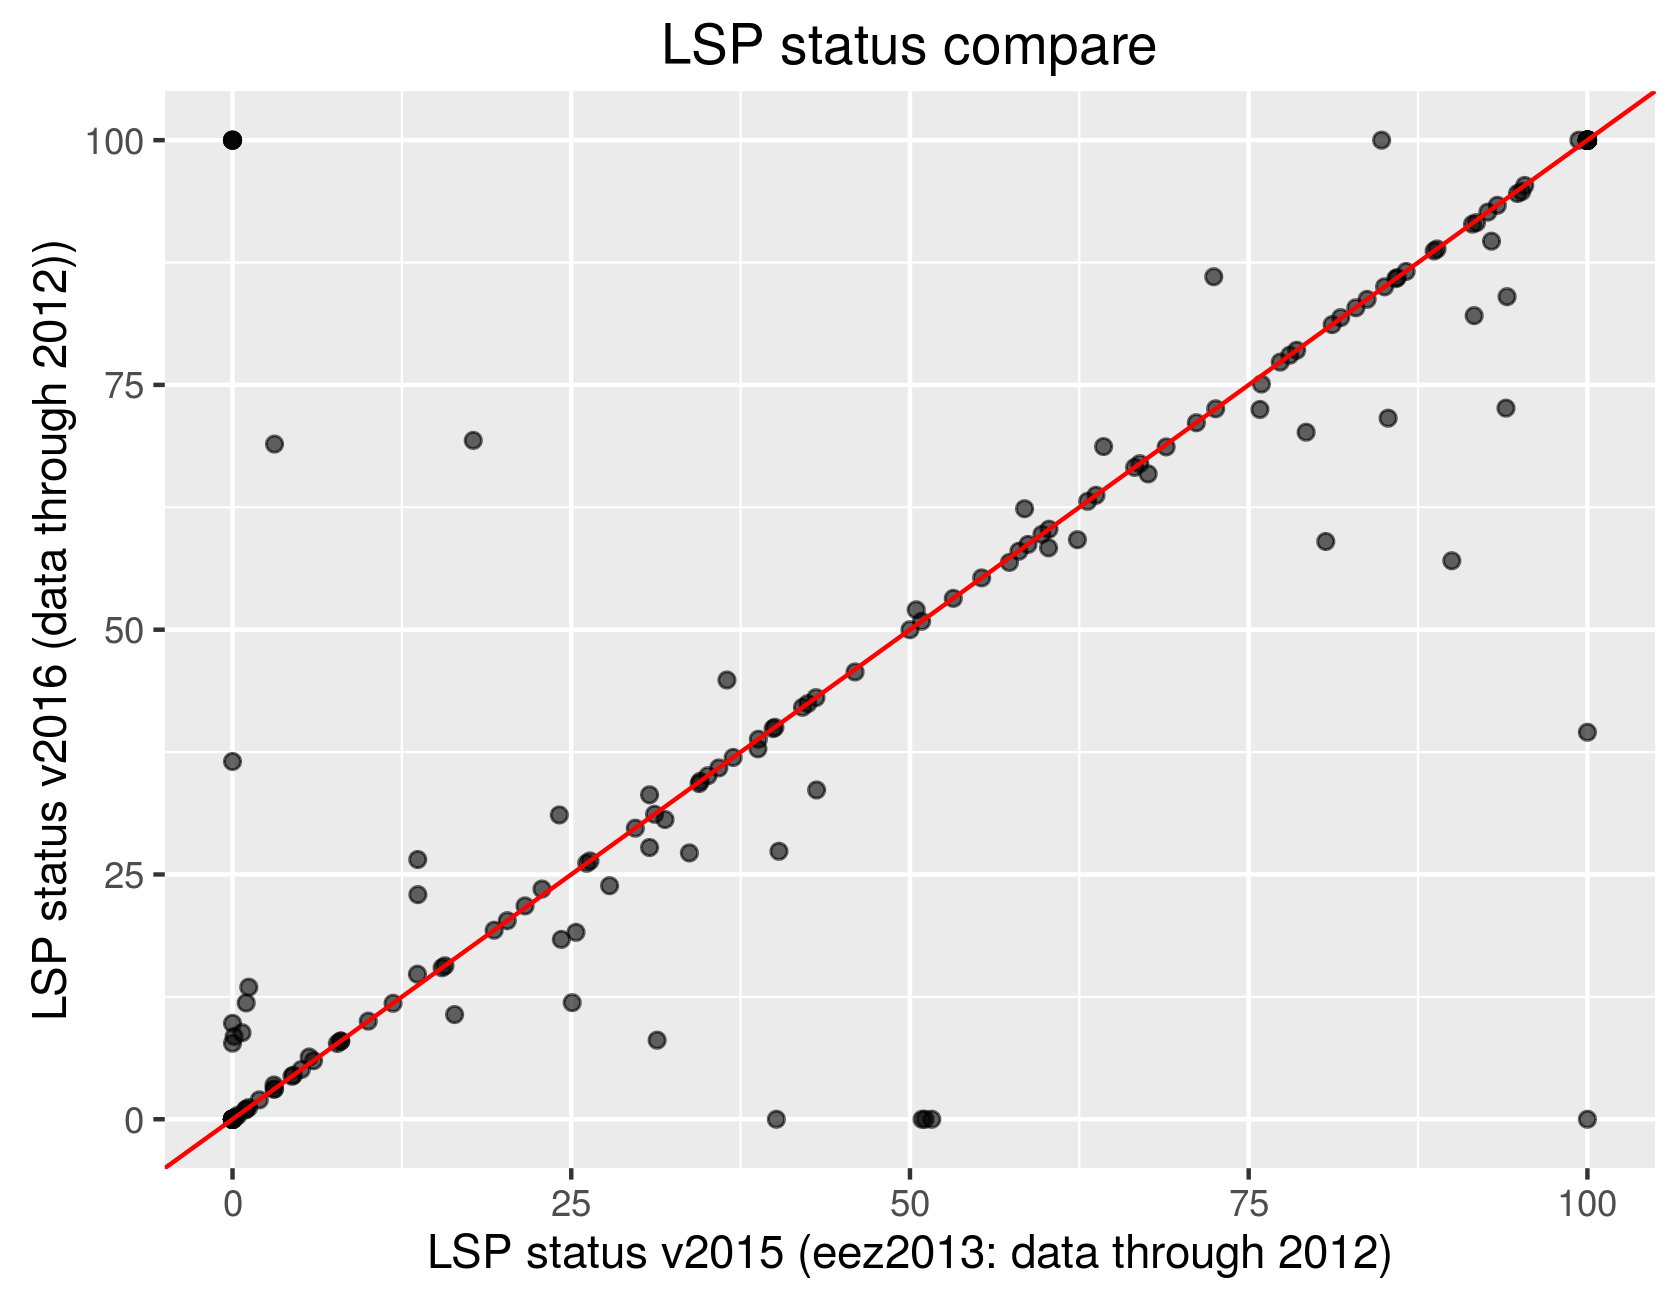 LSP status compare
LSP status v2016 (data through 2012))
100
75
50
25
0
0 25 50 75 100
LSP status v2015 (eez2013: data through 2012)